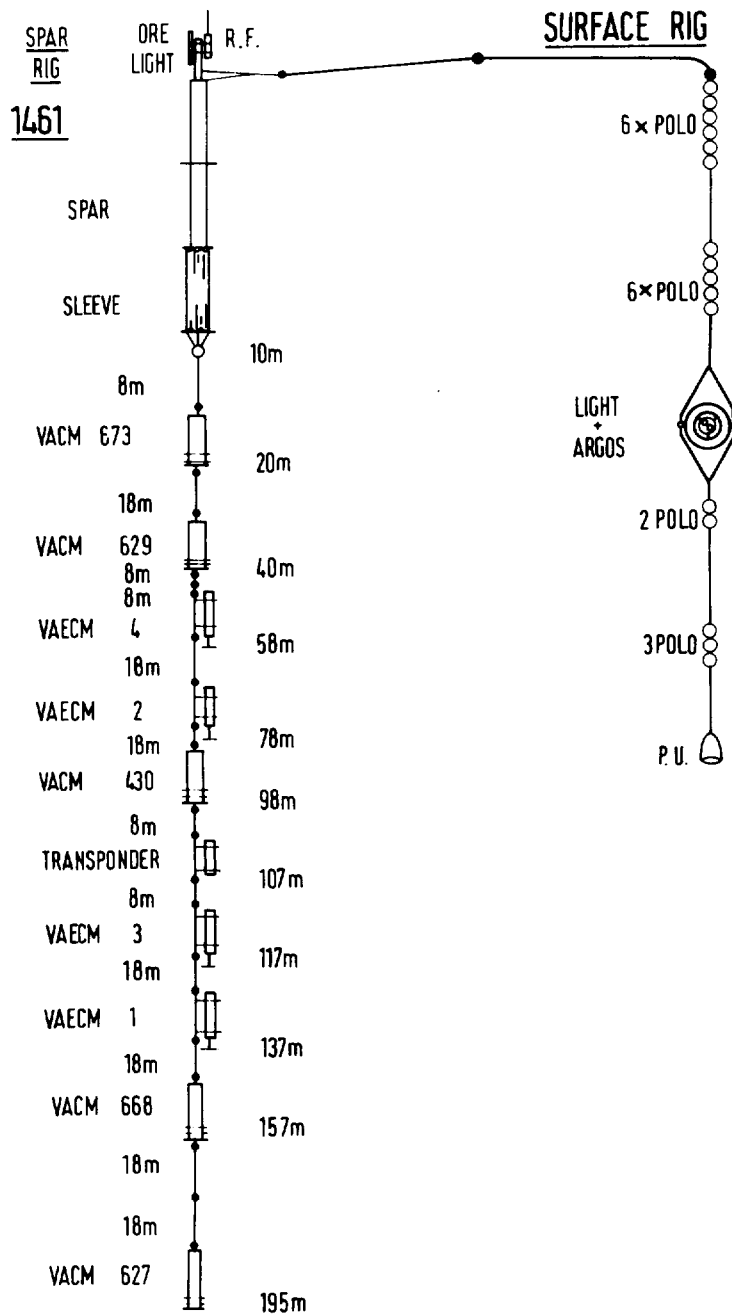 SPAR
RIG
1461
ORE
LIGHT
R.F.
SURFACE RIG
6 × POLO
SPAR
SLEEVE
6 × POLO
10m
8m
LIGHT
+
ARGOS
VACM 673
20m
18m
2 POLO
VACM 629
40m
8m
8m
VAECM 4
58m
3 POLO
18m
VAECM 2
78m
18m
P.U.
VACM 430
98m
8m
TRANSPONDER
107m
8m
VAECM 3
117m
18m
VAECM 1
137m
18m
VACM 668
157m
18m
18m
VACM 627
195m